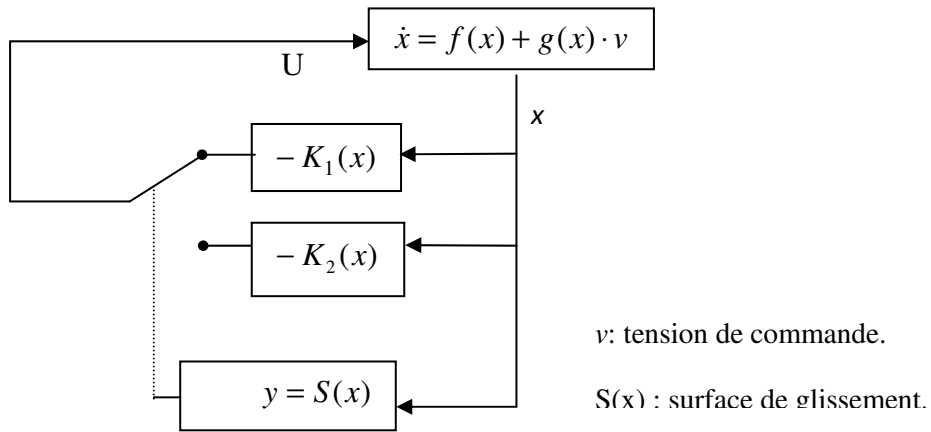 ẋ = f(x) + g(x) · v
U
x
− K₁(x)
− K₂(x)
v: tension de commande.
y = S(x)
S(x) : surface de glissement.